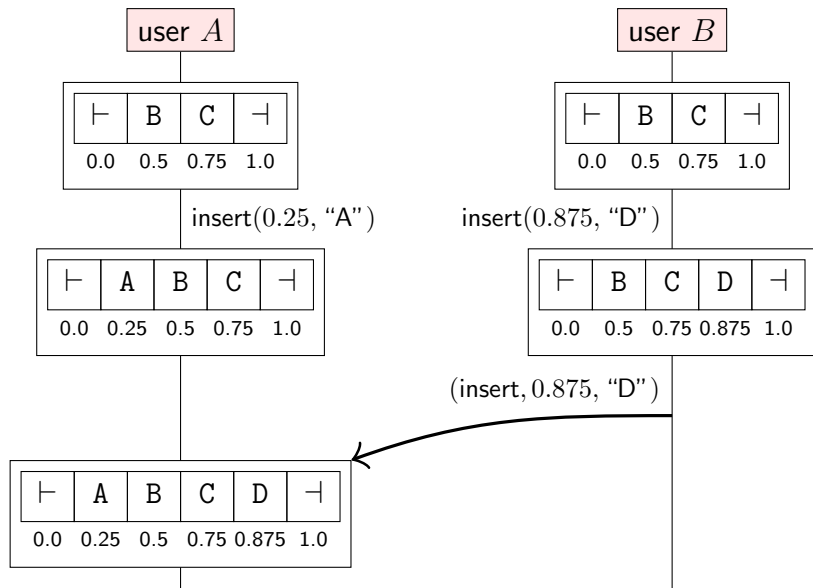 user A user B
⊢ B C ⊣ ⊢ B C ⊣
0.0 0.5 0.75 1.0 0.0 0.5 0.75 1.0
insert(0.25, “A”) insert(0.875, “D”)
⊢ A B C ⊣ ⊢ B C D ⊣
0.0 0.25 0.5 0.75 1.0 0.0 0.5 0.75 0.875 1.0
(insert, 0.875, “D”)
⊢ A B C D ⊣
0.0 0.25 0.5 0.75 0.875 1.0